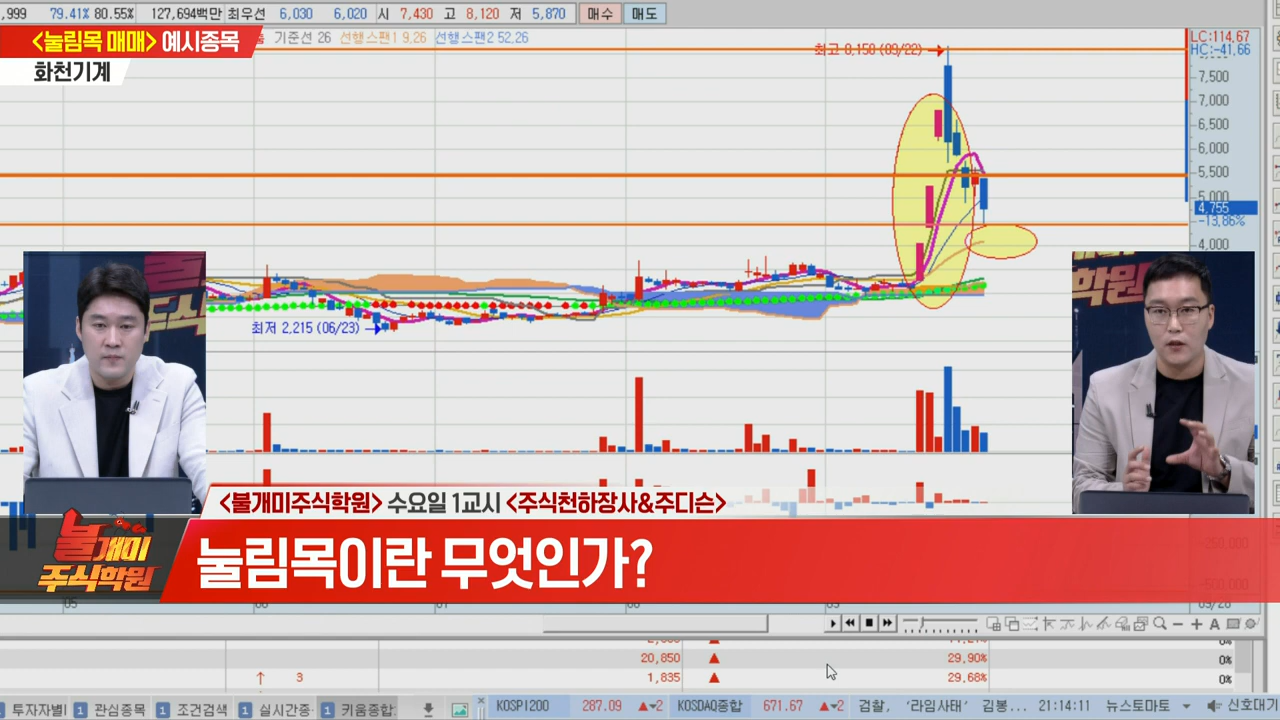 ,999 79.41% 80.55% 127,694백만 최우선 6,030 6,020 시 7,430 고 8,120 저 5,870 매수 매도
<눌림목 매매> 예시종목
기준선 26 선행스팬1 9,26 선행스팬2 52,26
화천기계
최고 8,150 (09/22)
LC:114.67
HC:-41.66
7,500
7,000
6,500
6,000
5,500
5,000
4,755
-13.86%
4,000
최저 2,215 (06/23)
<불개미주식학원> 수요일 1교시 <주식천하장사&주디슨>
불개미
주식학원
눌림목이란 무엇인가?
05 07
20,850 ▲ 29.90% 0%
↑ 3 1,835 ▲ 29.68% 0%
투자자별 1 관심종목 1 조건검색 1 실시간종 1 키움종합 KOSPI200 287.09 ▲▼2 KOSDAQ종합 671.67 ▲▼2 검찰, '라임사태' 김봉... 21:14:11 뉴스토마토 신호대기